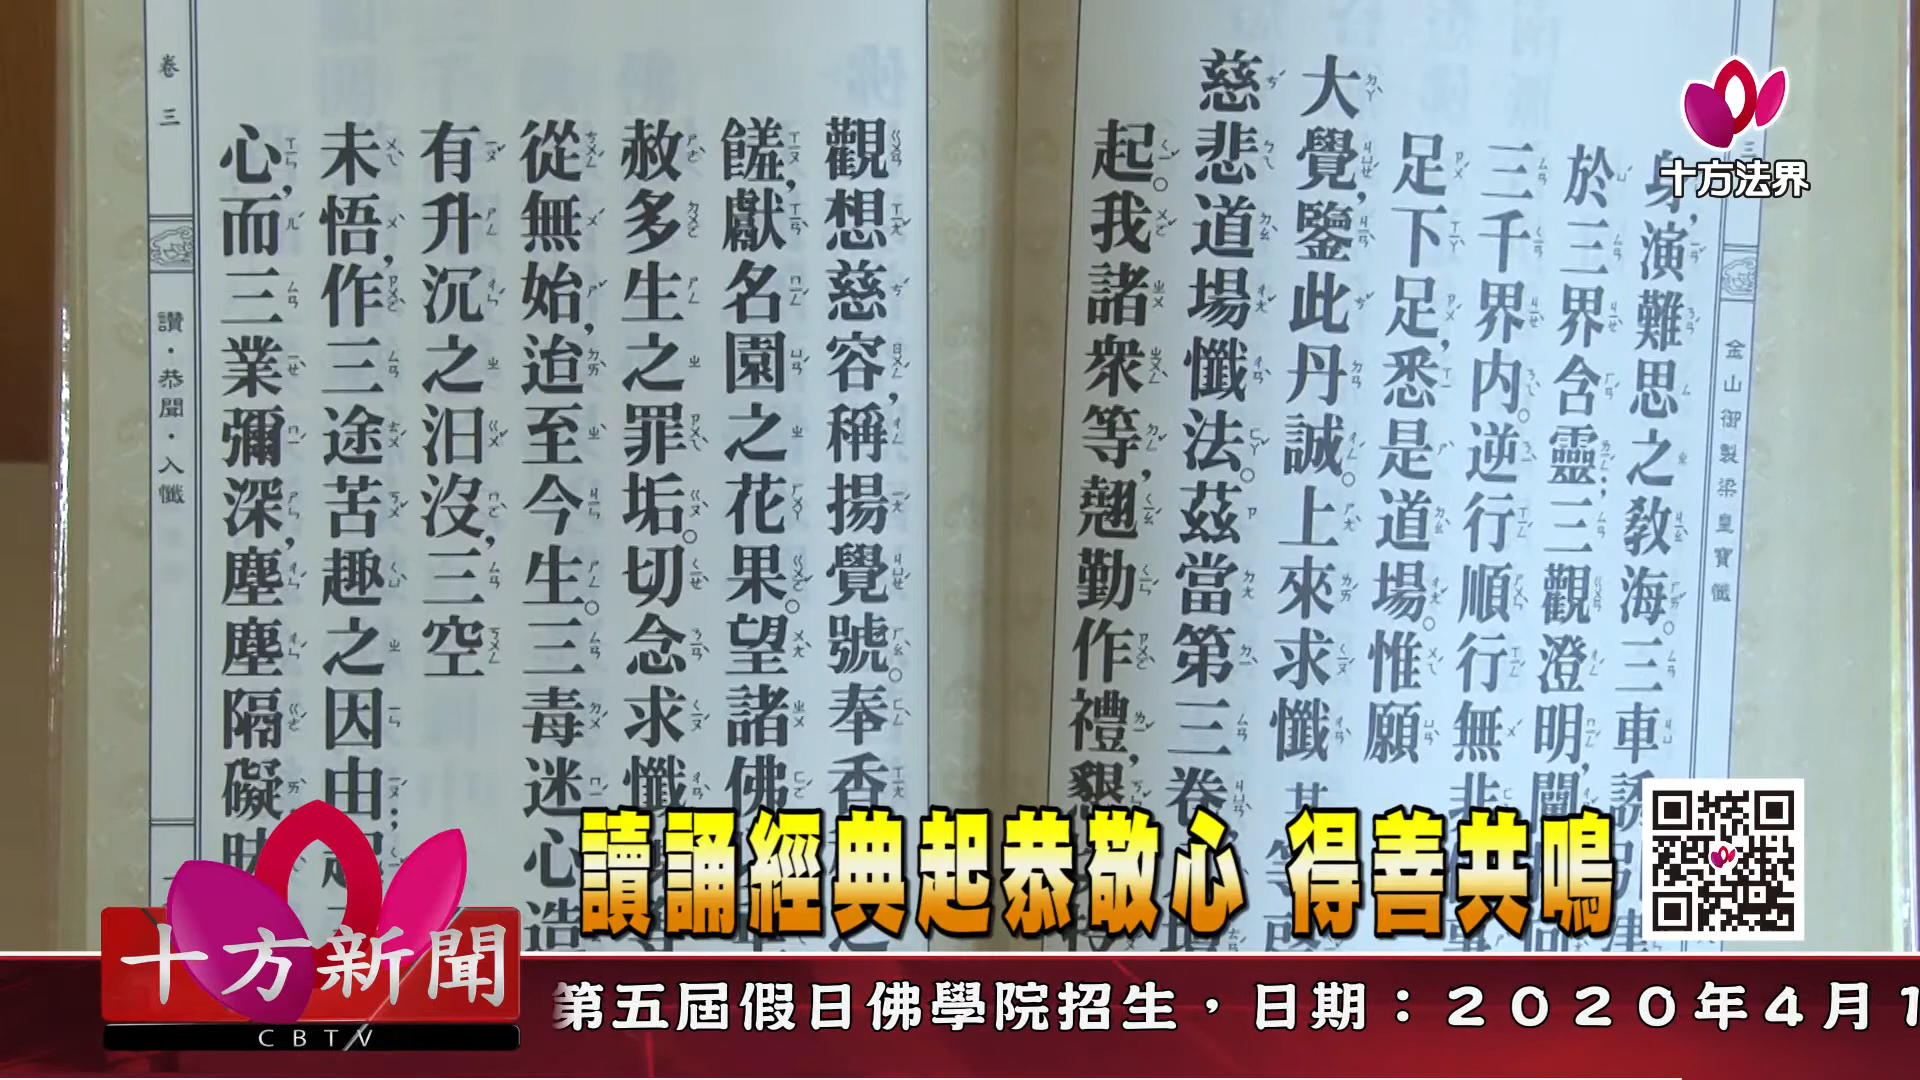 十方法界
金山御製梁皇寶懺
身，演難思之教海。三車誘引
於三界含靈；三觀澄明，
三千界內。逆行順行無非
足下足，悉是道場。惟願
大覺，鑒此丹誠。上來求懺
慈悲道場懺法。茲當第三卷
起。我諸眾等，翹勤作禮，懇
觀想慈容，稱揚覺號。奉香
饈，獻名園之花果。望諸佛
赦多生之罪垢。切念求懺
從無始，迨至今生。三毒迷心造
有升沉之汩沒，三空
未悟，作三途苦趣之因由；起
心，而三業彌深，塵塵隔礙
卷三
讚．恭聞．入懺
讀誦經典起恭敬心 得善共鳴
十方新聞
CBTV
第五屆假日佛學院招生，日期：２０２０年４月１